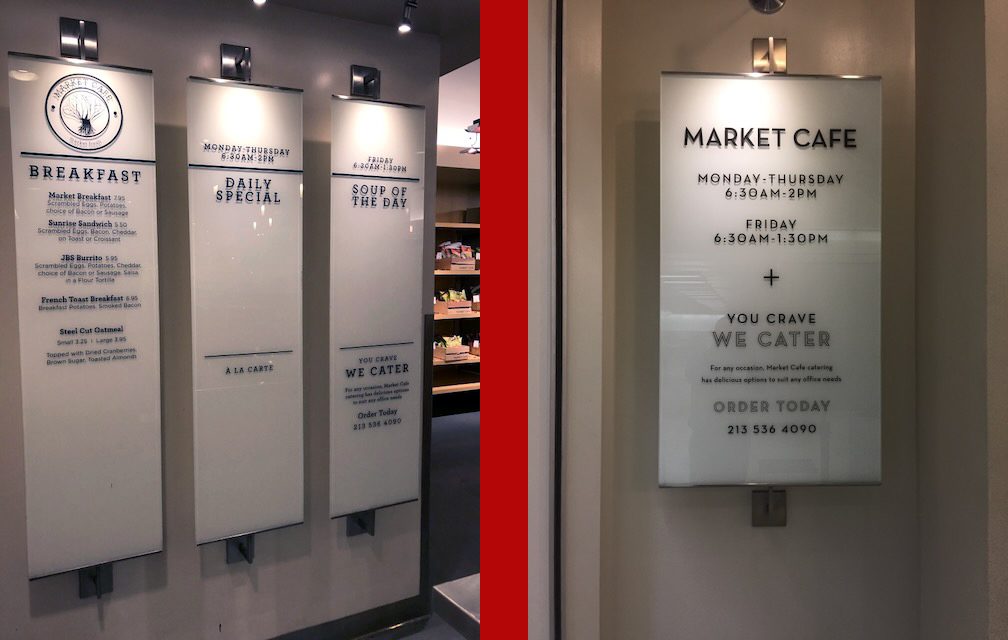 MARKET CAFE
BREAKFAST
Market Breakfast 7.95
Scrambled Eggs, Potatoes,
choice of Bacon or Sausage
Sunrise Sandwich 5.50
Scrambled Eggs, Bacon, Cheddar,
on Toast or Croissant
JBS Burrito 5.95
Scrambled Eggs, Potatoes, Cheddar,
choice of Bacon or Sausage, Salsa
in a Flour Tortilla
French Toast Breakfast 6.95
Breakfast Potatoes, Smoked Bacon
Steel Cut Oatmeal
Small 3.25 | Large 3.95
Topped with Dried Cranberries,
Brown Sugar, Toasted Almonds
MONDAY-THURSDAY
6:30AM-2PM
DAILY
SPECIAL
À LA CARTE
FRIDAY
6:30AM-1:30PM
SOUP OF
THE DAY
YOU CRAVE
WE CATER
For any occasion, Market Cafe
catering has delicious options
to suit any office needs
Order Today
213 536 4090
MARKET CAFE
MONDAY-THURSDAY
6:30AM-2PM
FRIDAY
6:30AM-1:30PM
+
YOU CRAVE
WE CATER
For any occasion, Market Cafe catering
has delicious options to suit any office needs
ORDER TODAY
213 536 4090